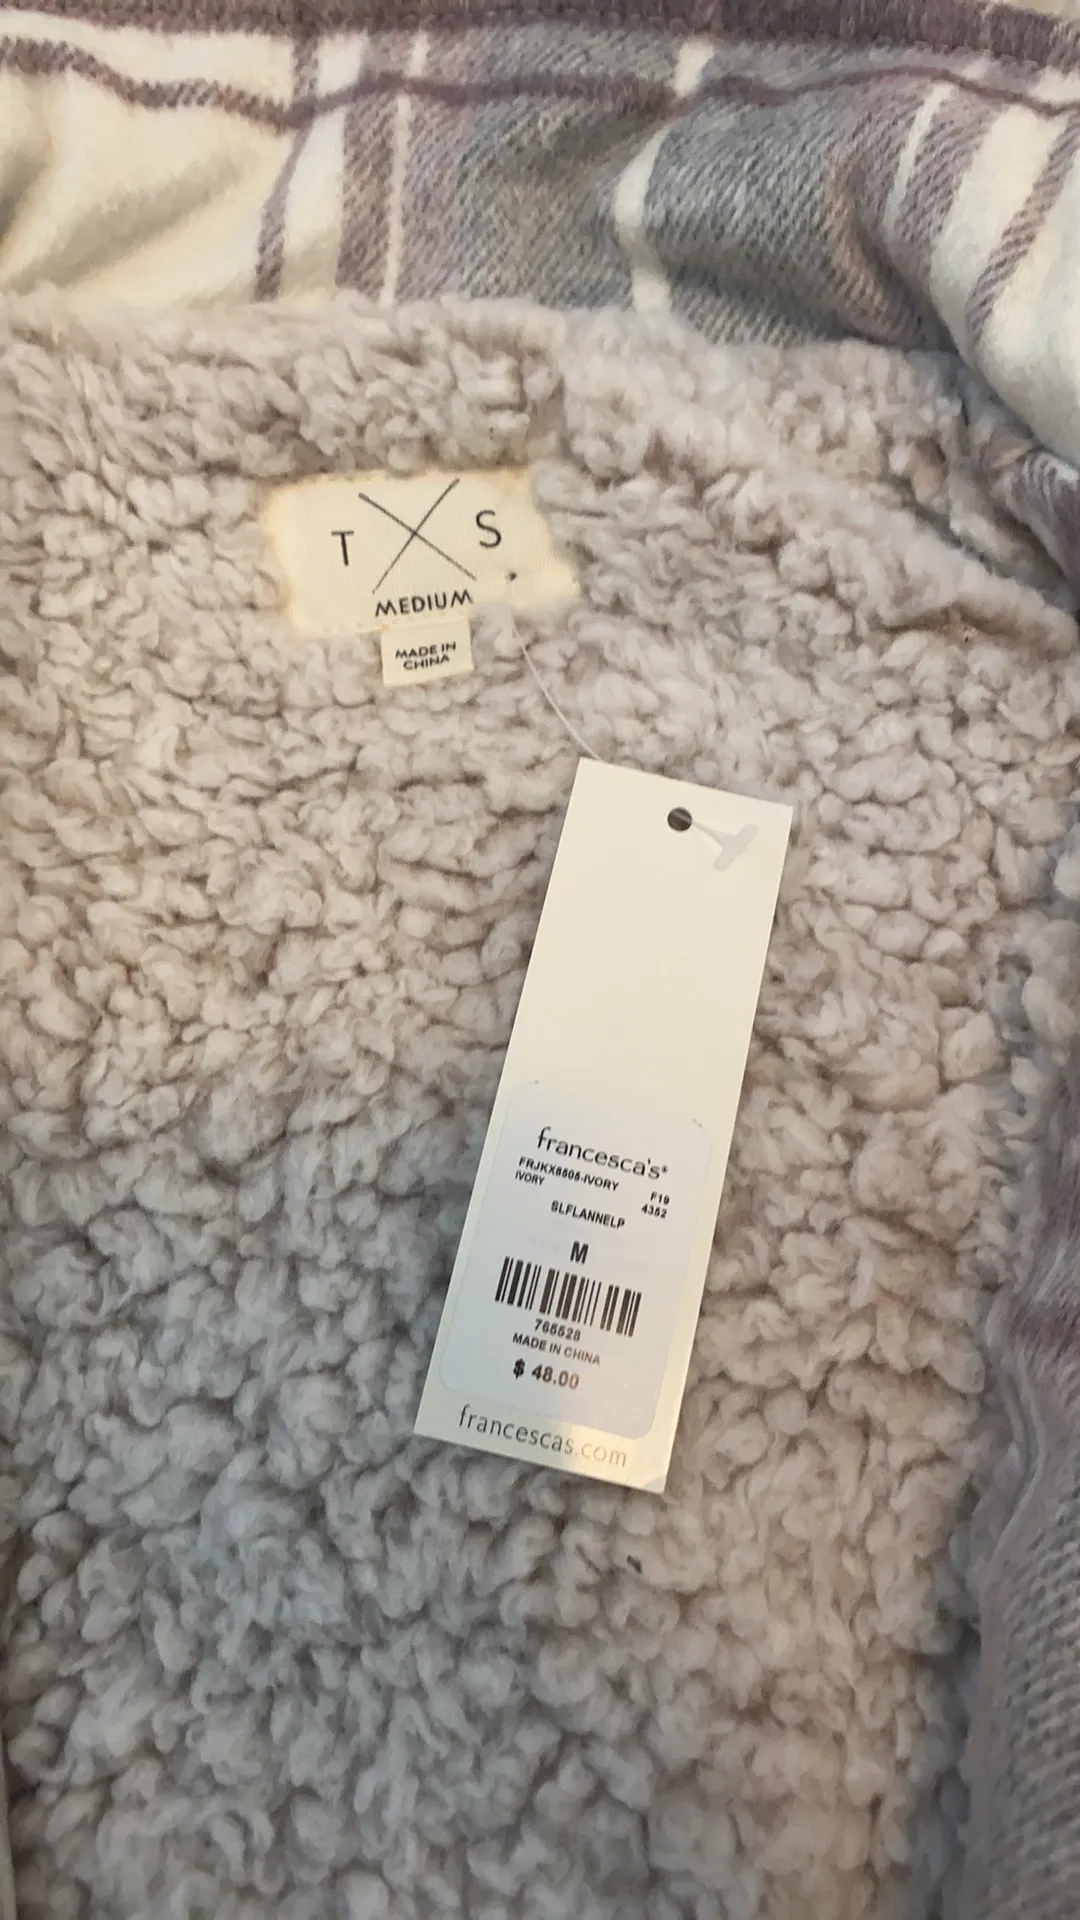 T X S
MEDIUM
MADE IN
CHINA
francesca's®
FRJKX8505-IVORY F19
IVORY 4352
SLFLANNELP
M
765528
MADE IN CHINA
$ 48.00
francescas.com